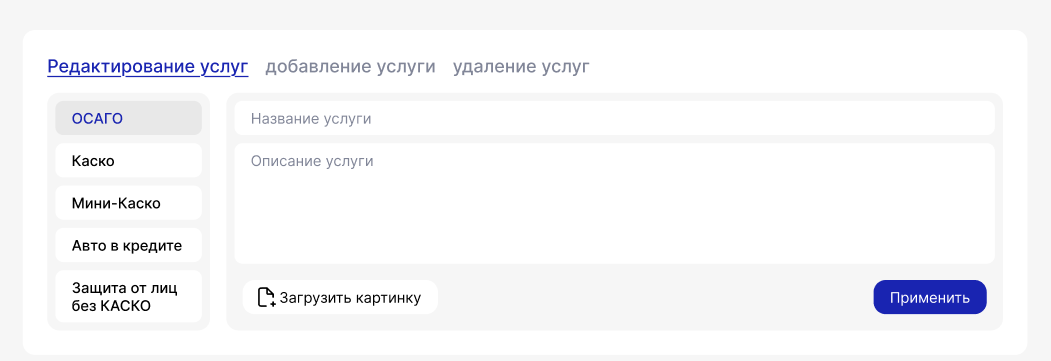 Редактирование услуг добавление услуги удаление услуг
ОСАГО
Каско
Мини-Каско
Авто в кредите
Защита от лиц
без КАСКО
Название услуги
Описание услуги
Загрузить картинку
Применить